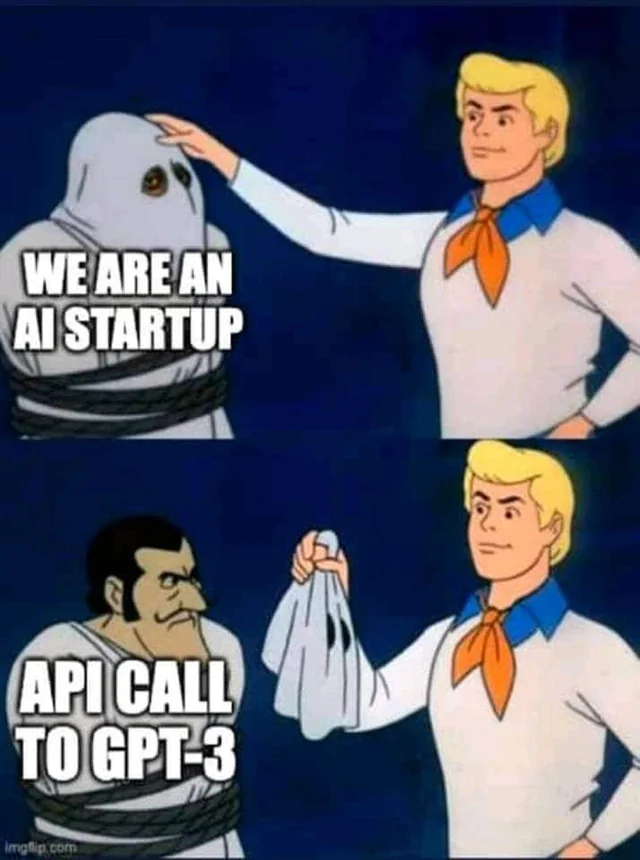 WE ARE AN
AI STARTUP
API CALL
TO GPT-3
imgflip.com